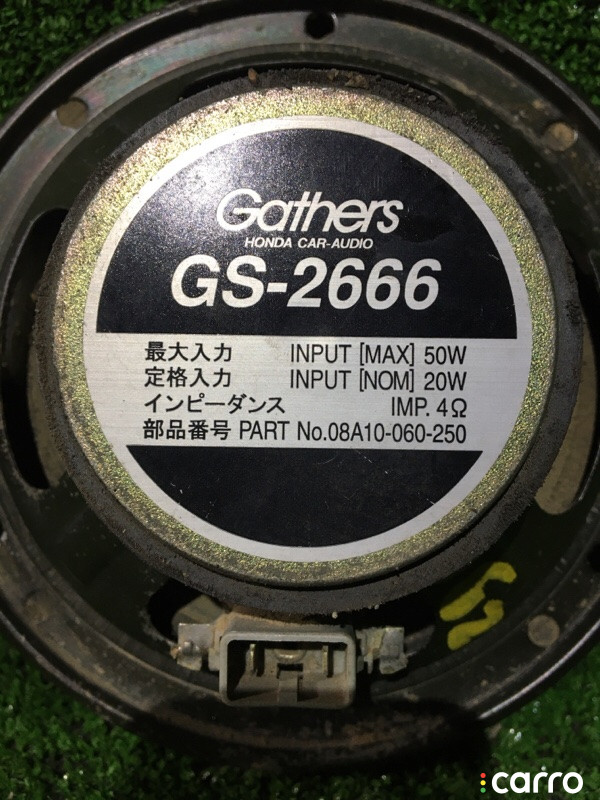 Gathers
HONDA CAR-AUDIO
GS-2666
最大入力 INPUT [MAX] 50W
定格入力 INPUT [NOM] 20W
インピーダンス IMP. 4Ω
部品番号 PART No.08A10-060-250
carro